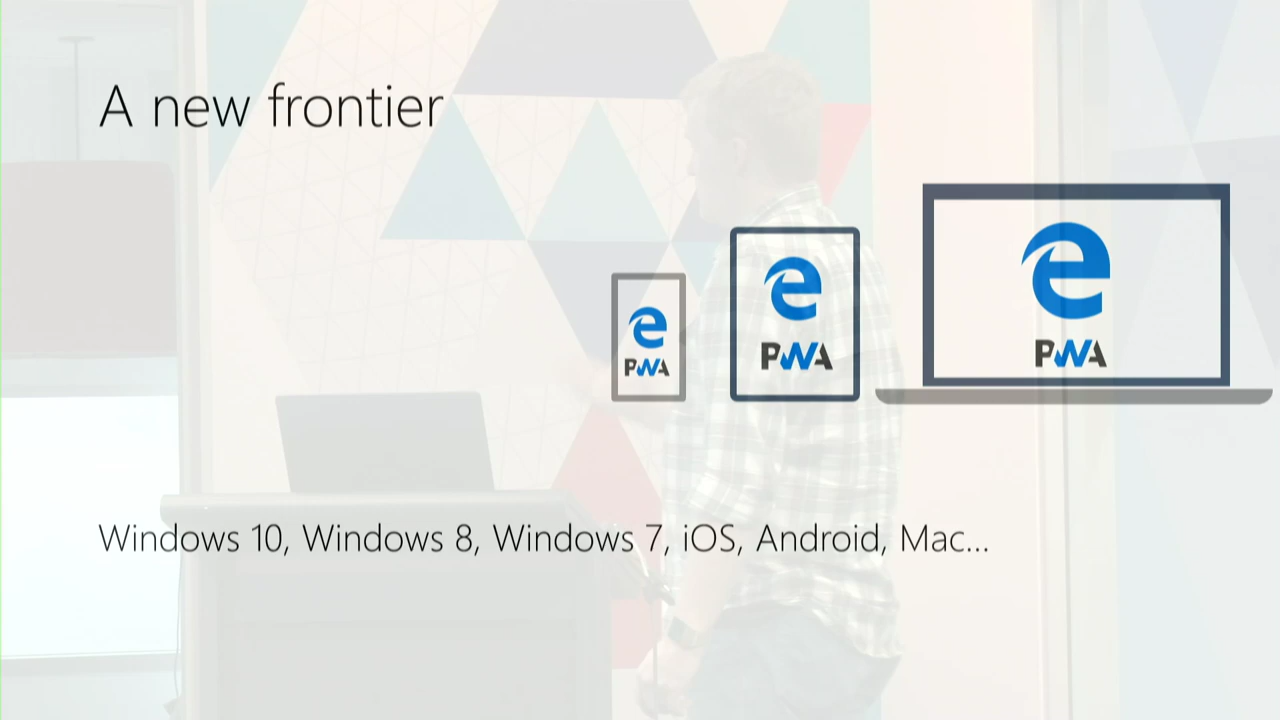 A new frontier
PWA
PWA
PWA
Windows 10, Windows 8, Windows 7, iOS, Android, Mac...